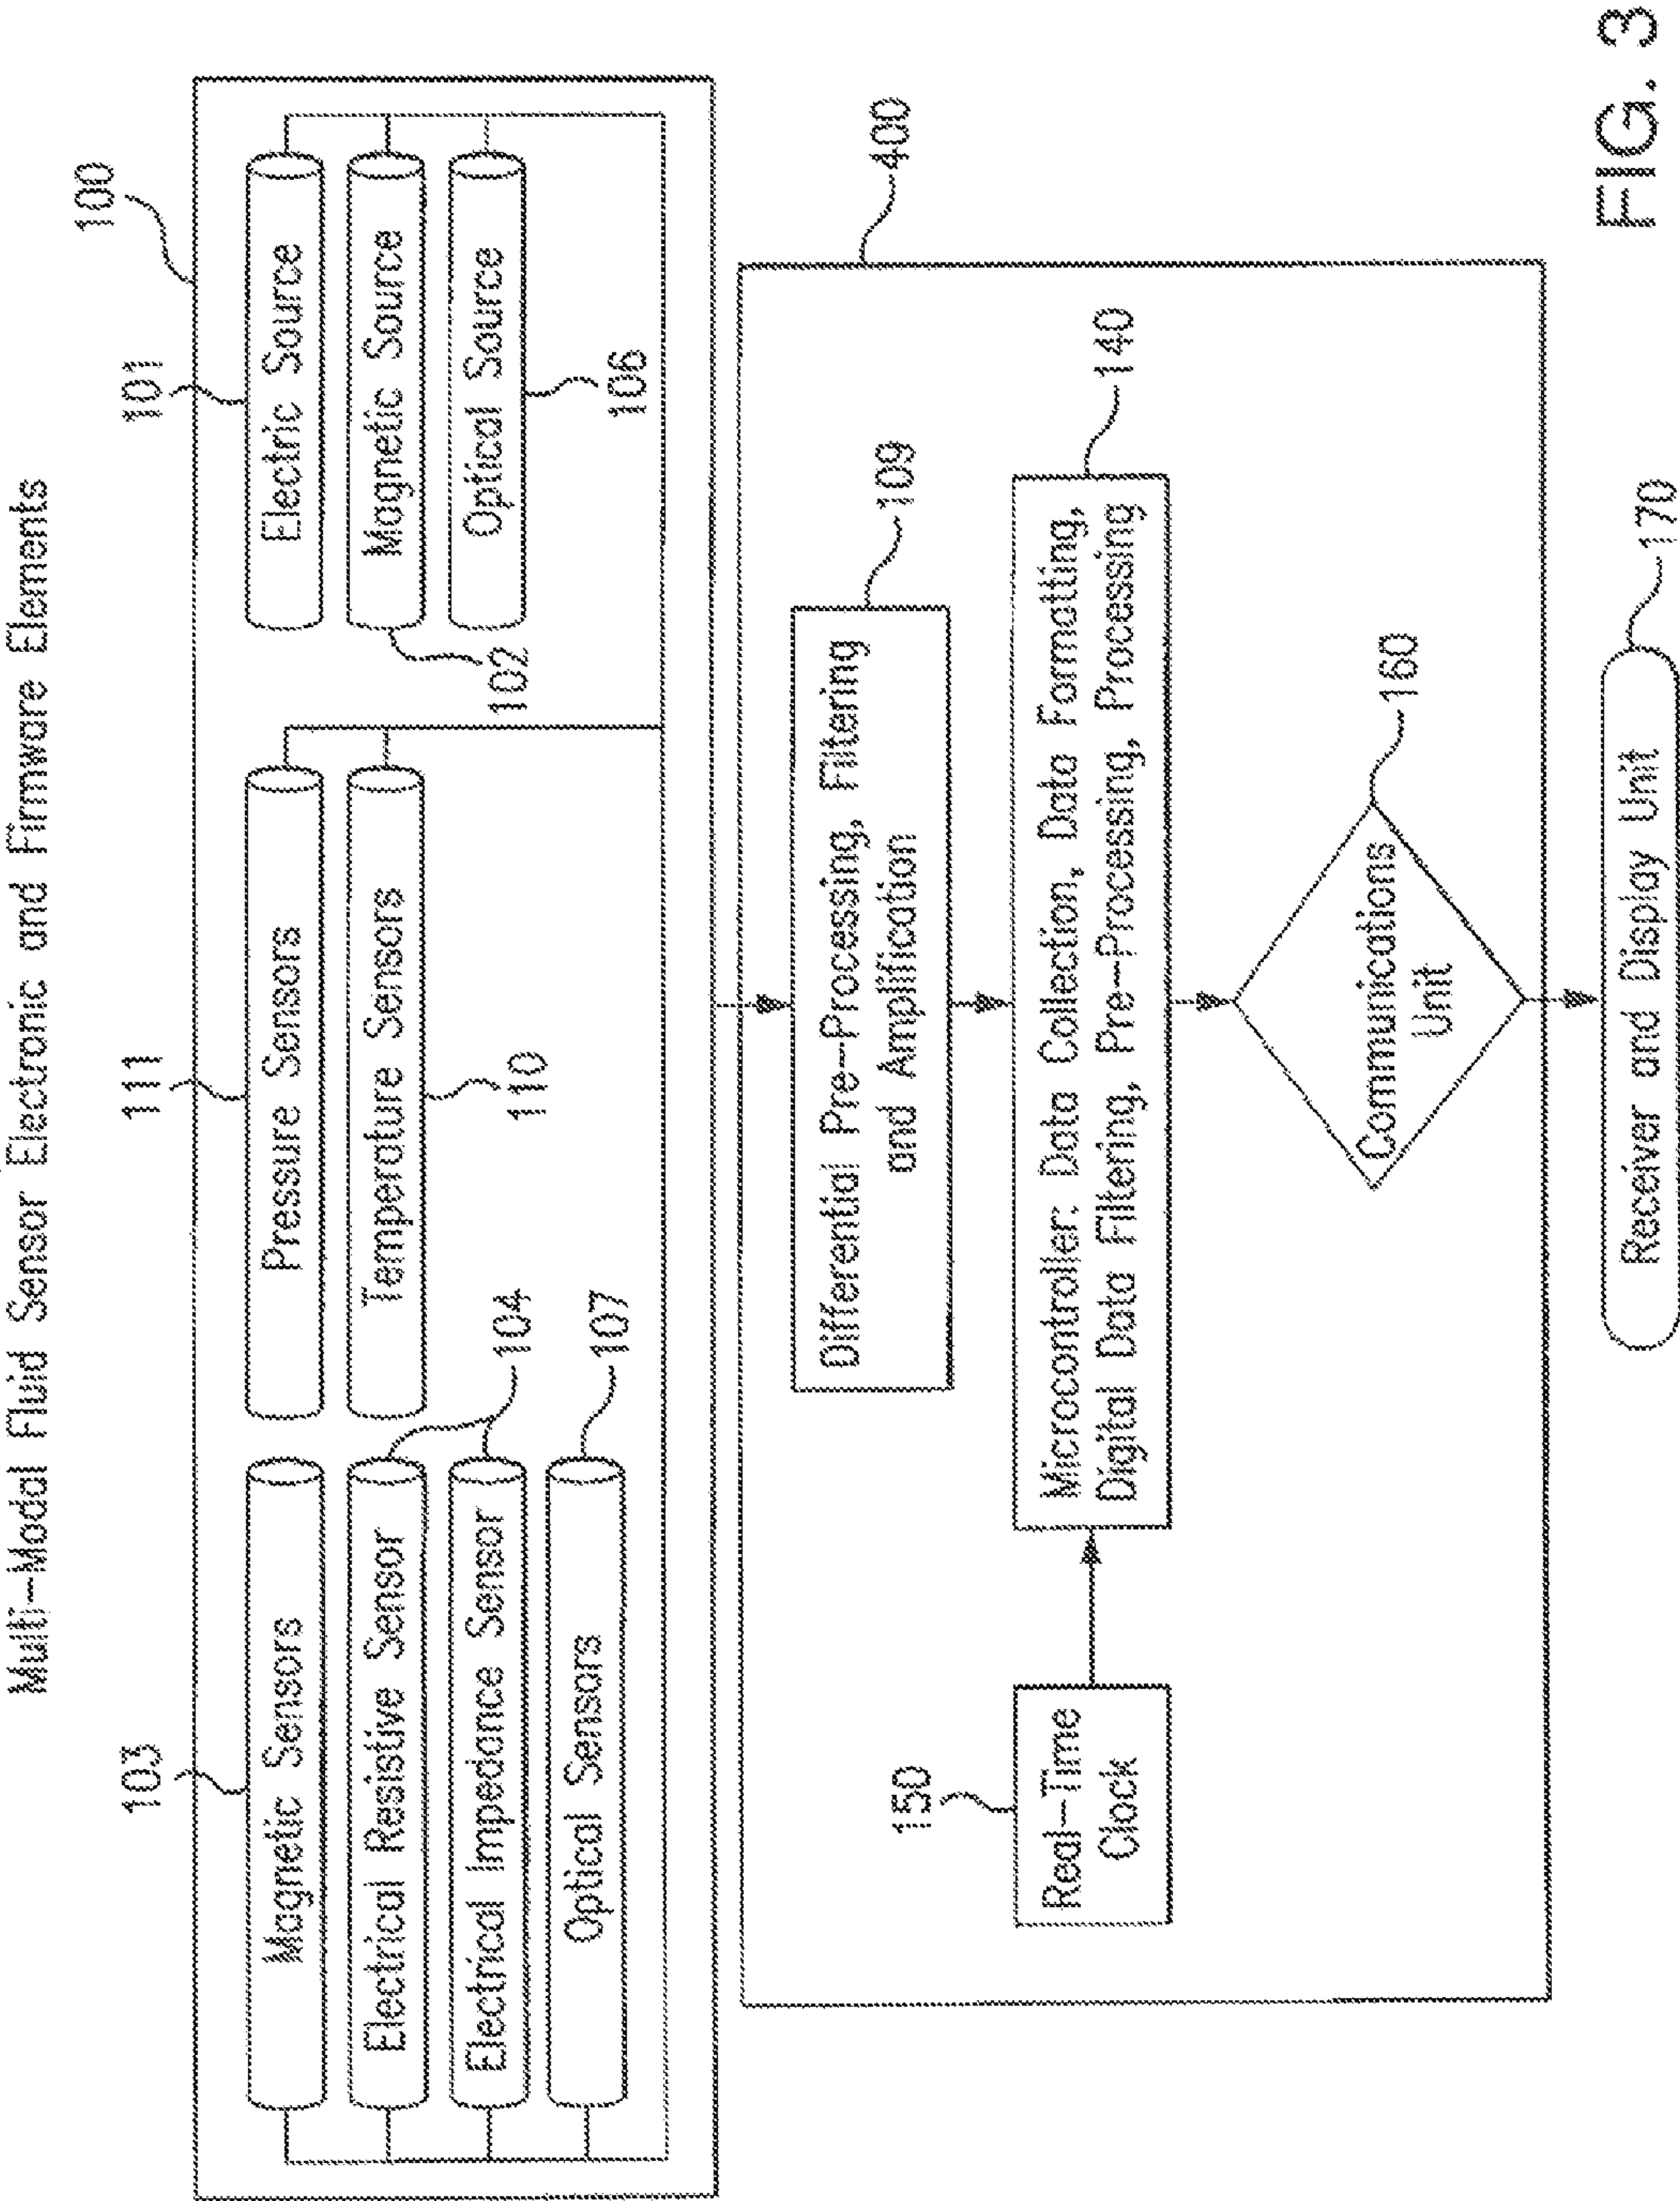 Multi-Modal Fluid Sensor Electronic and Firmware Elements
100
103
111
101
Magnetic Sensors
Pressure Sensors
Electric Source
Electrical Resistive Sensor
Temperature Sensors
Magnetic Source
Electrical Impedance Sensor
104
110
102
Optical Source
Optical Sensors
107
106
400
109
Differential Pre-Processing, Filtering
and Amplification
150
140
Real-Time
Clock
Microcontroller: Data Collection, Data Formatting,
Digital Data Filtering, Pre-Processing, Processing
160
Communications
Unit
170
Receiver and Display Unit
FIG. 3